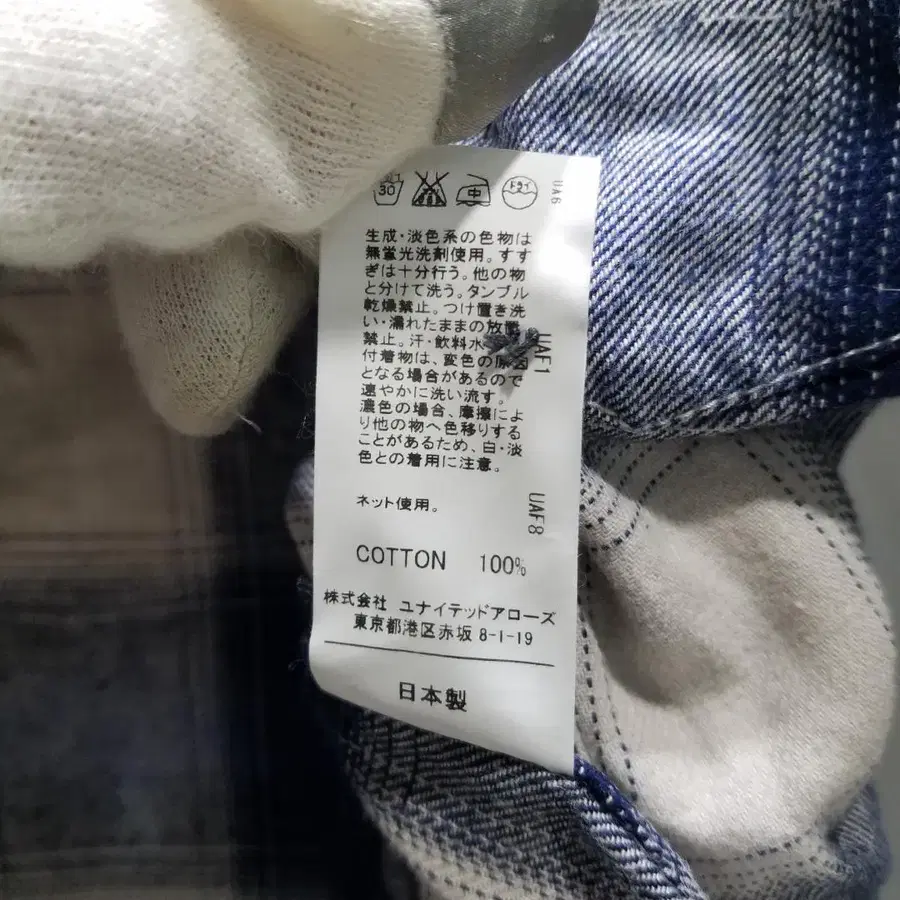 30
ドライ
中
UA6
生成・淡色系の色物は
無蛍光洗剤使用。すす
ぎは十分行う。他の物
と分けて洗う。タンブル
乾燥禁止。つけ置き洗
い・濡れたままの放置
禁止。汗・飲料水
付着物は、変色の原因
となる場合があるので
速やかに洗い流す。
濃色の場合、摩擦によ
り他の物へ色移りする
ことがあるため、白・淡
色との着用に注意。
UAF1
ネット使用。
UAF8
COTTON 100%
株式会社 ユナイテッドアローズ
東京都港区赤坂 8-1-19
日本製